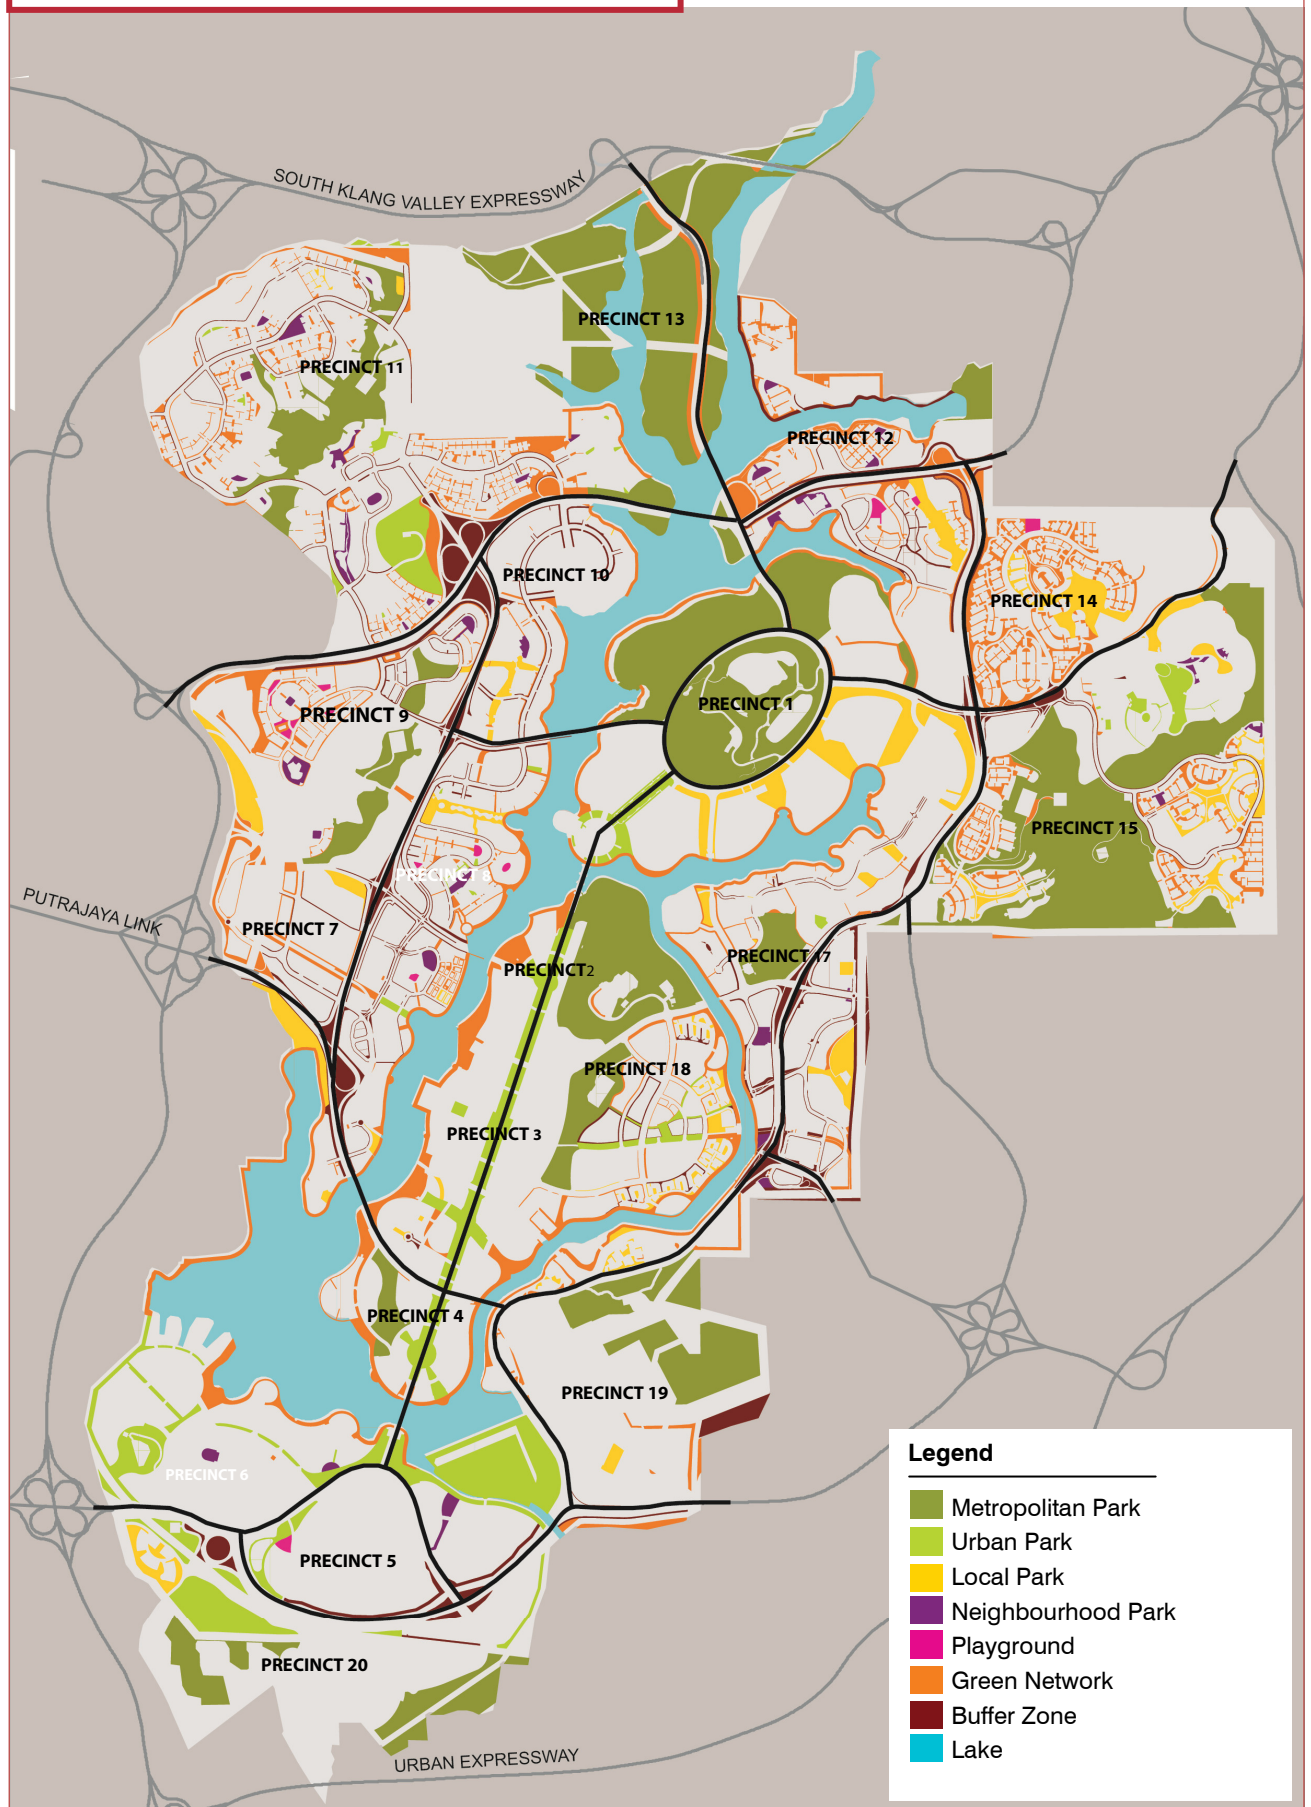 SOUTH KLANG VALLEY EXPRESSWAY
PRECINCT 13
PRECINCT 11
PRECINCT 12
PRECINCT 10
PRECINCT 14
PRECINCT 1
PRECINCT 9
PRECINCT 15
PRECINCT 8
PUTRAJAYA LINK
PRECINCT 7
PRECINCT 17
PRECINCT2
PRECINCT 18
PRECINCT 3
PRECINCT 4
PRECINCT 19
PRECINCT 6
PRECINCT 5
PRECINCT 20
URBAN EXPRESSWAY
Legend
Metropolitan Park
Urban Park
Local Park
Neighbourhood Park
Playground
Green Network
Buffer Zone
Lake